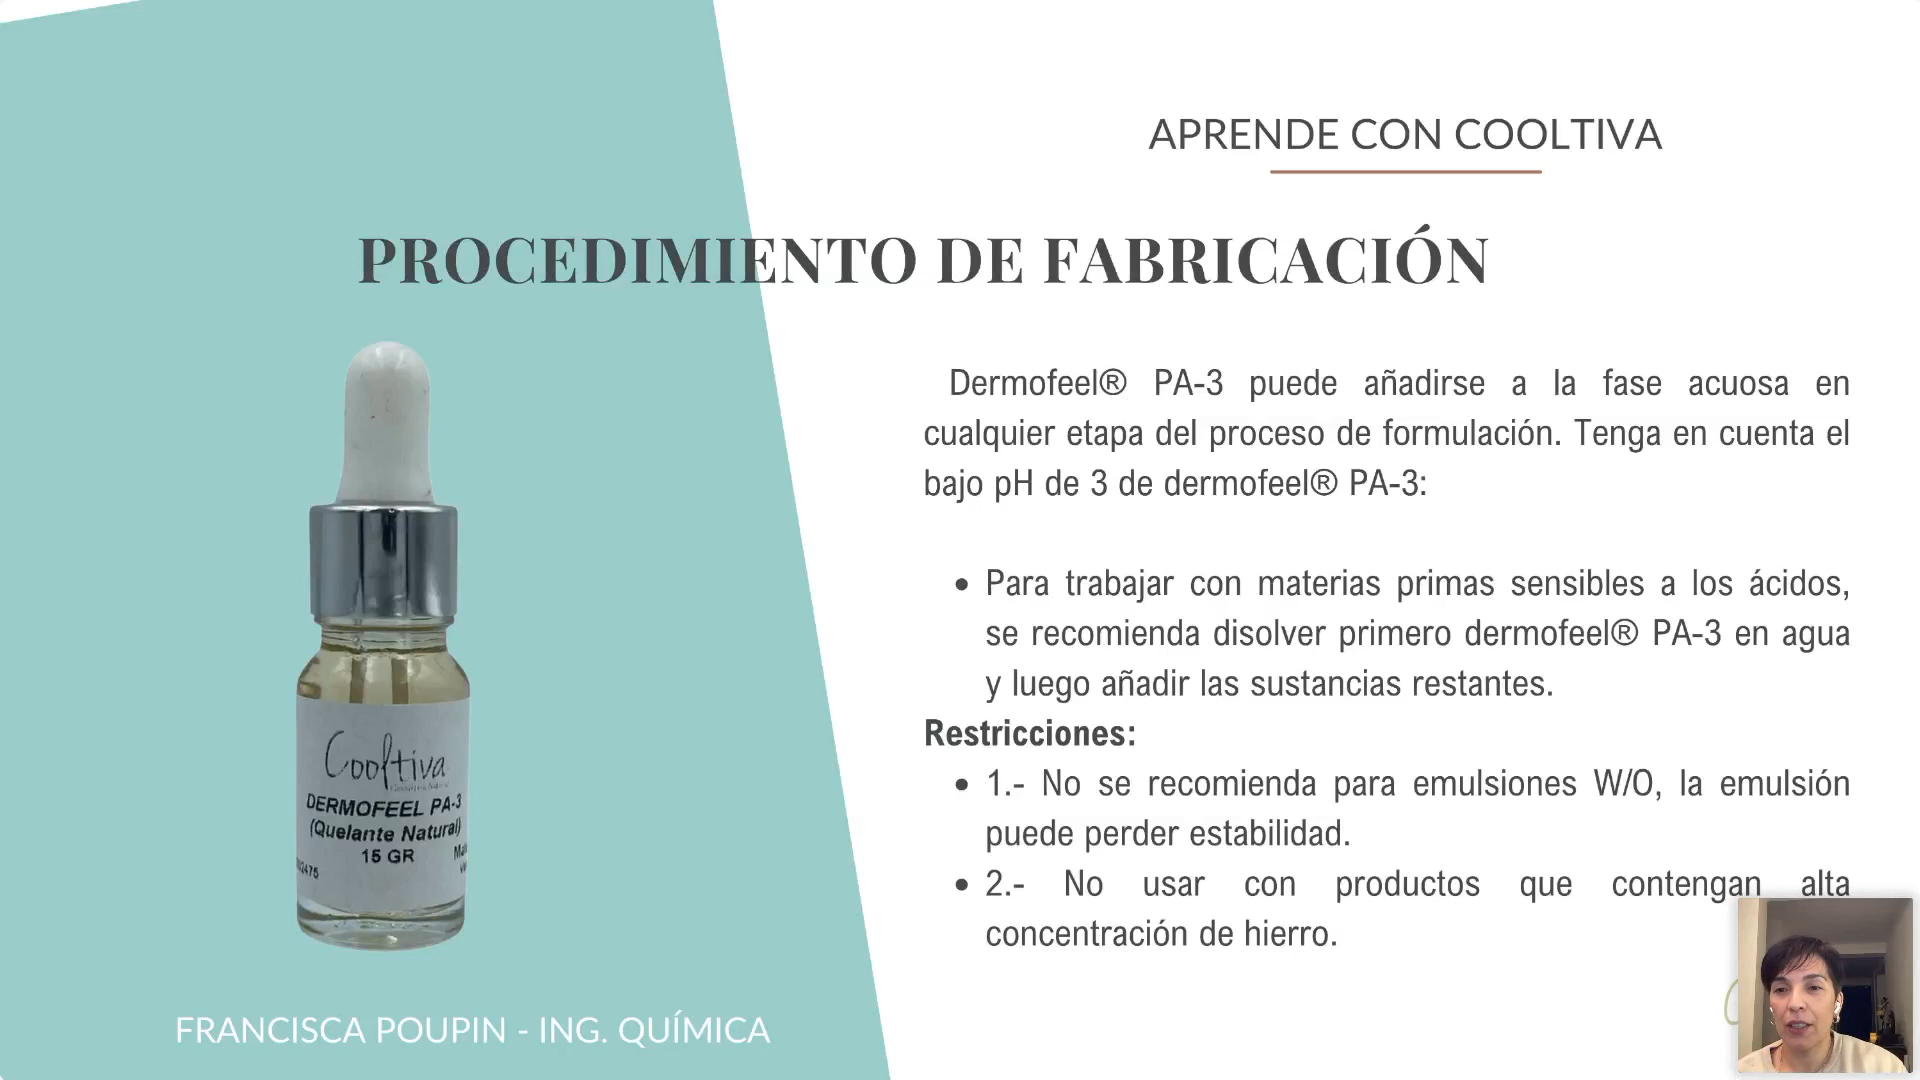 APRENDE CON COOLTIVA
PROCEDIMIENTO DE FABRICACIÓN
Dermofeel® PA-3 puede añadirse a la fase acuosa en
cualquier etapa del proceso de formulación. Tenga en cuenta el
bajo pH de 3 de dermofeel® PA-3:
• Para trabajar con materias primas sensibles a los ácidos,
se recomienda disolver primero dermofeel® PA-3 en agua
y luego añadir las sustancias restantes.
Restricciones:
• 1.- No se recomienda para emulsiones W/O, la emulsión
puede perder estabilidad.
• 2.- No usar con productos que contengan alta
concentración de hierro.
Cooltiva
DERMOFEEL PA-3
(Quelante Natural)
15 GR
FRANCISCA POUPIN - ING. QUÍMICA